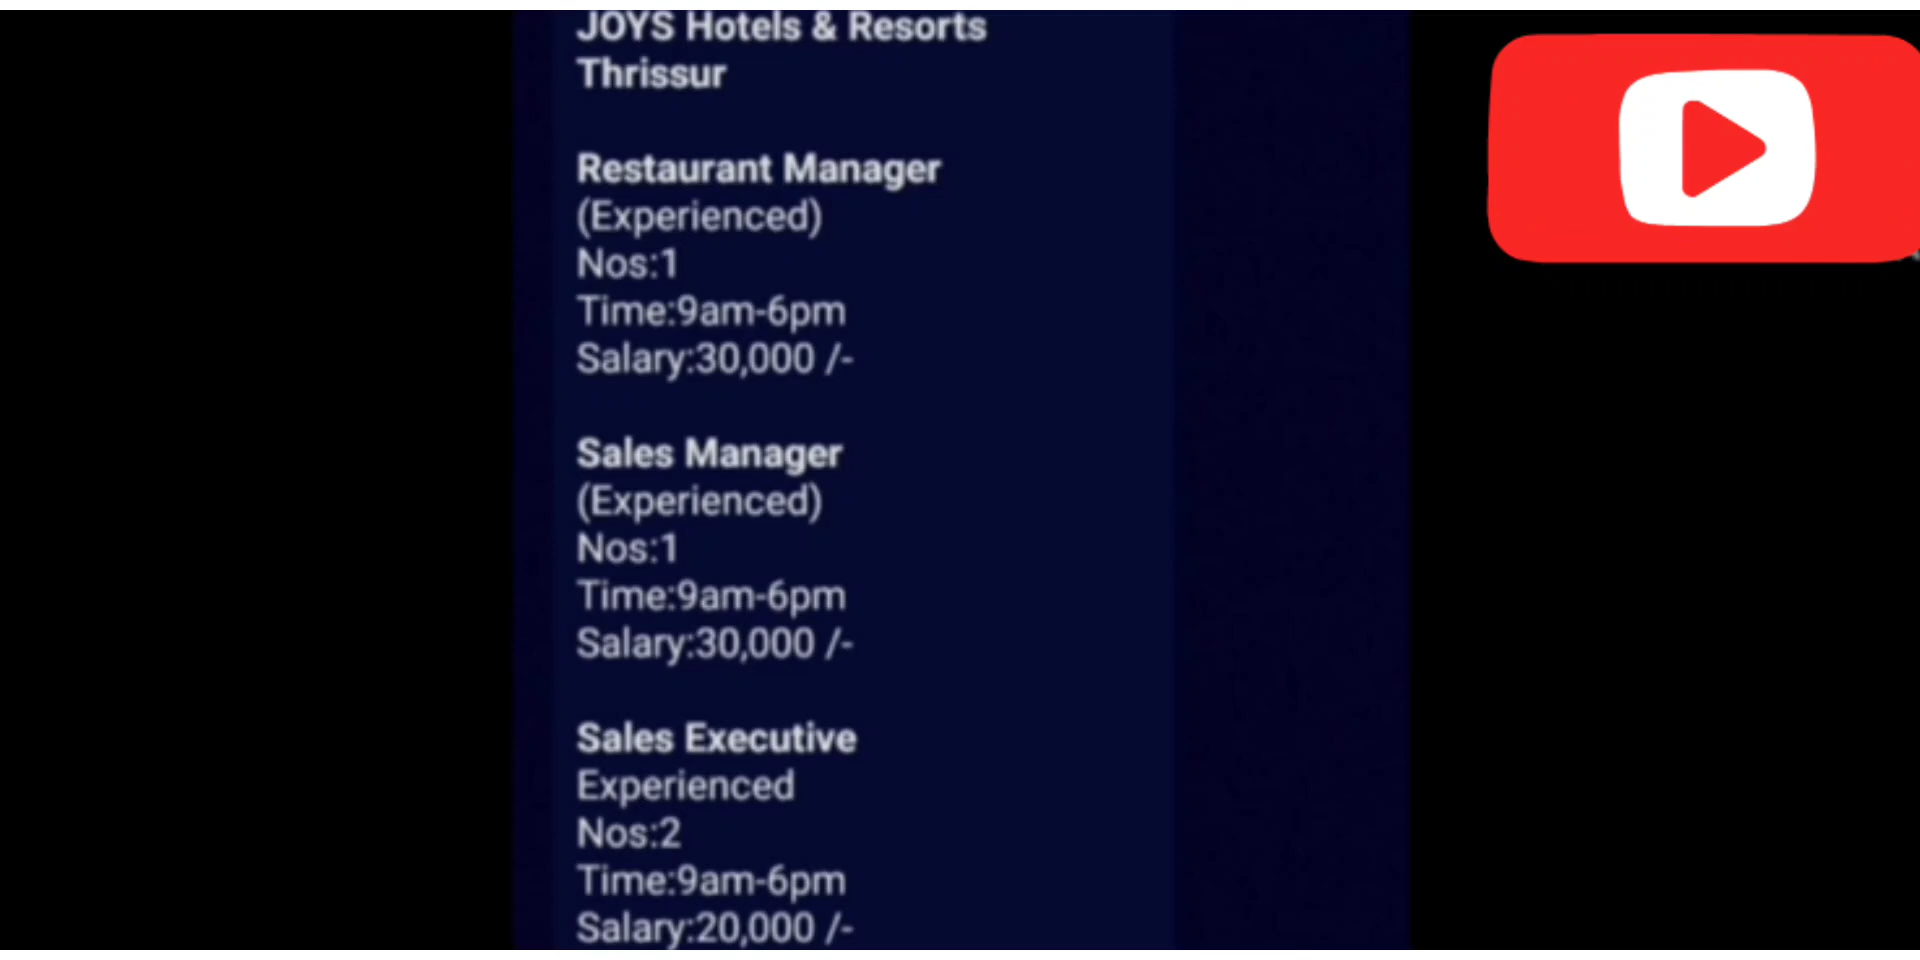 JOYS Hotels & Resorts
Thrissur
Restaurant Manager
(Experienced)
Nos:1
Time:9am-6pm
Salary:30,000 /-
Sales Manager
(Experienced)
Nos:1
Time:9am-6pm
Salary:30,000 /-
Sales Executive
Experienced
Nos:2
Time:9am-6pm
Salary:20,000 /-